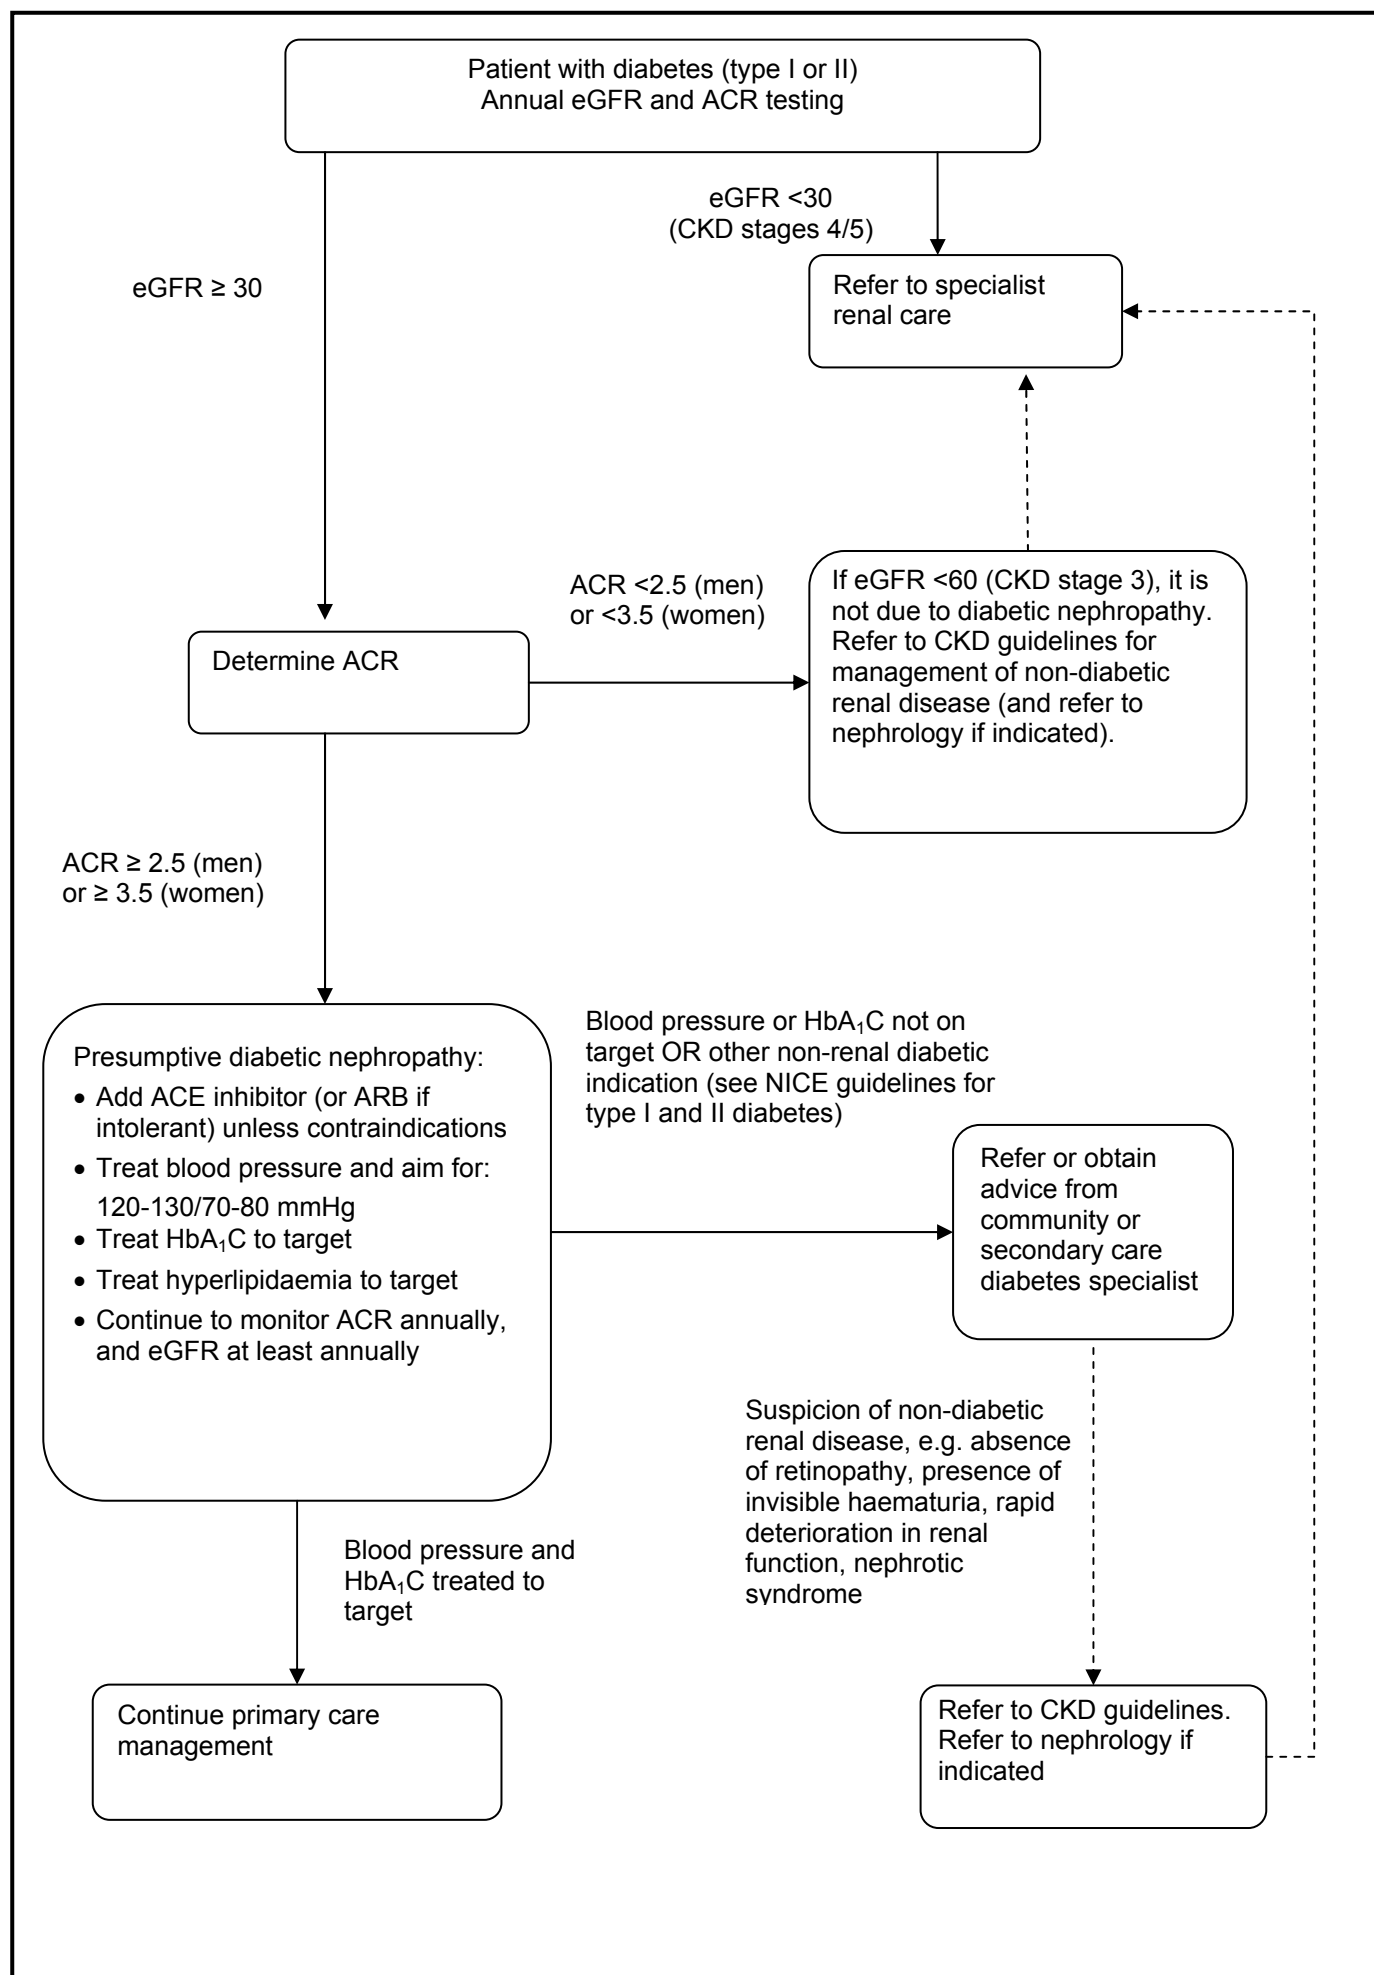 Patient with diabetes (type I or II)
Annual eGFR and ACR testing
eGFR <30
(CKD stages 4/5)
eGFR ≥ 30
Refer to specialist
renal care
ACR <2.5 (men)
or <3.5 (women)
If eGFR <60 (CKD stage 3), it is
not due to diabetic nephropathy.
Refer to CKD guidelines for
management of non-diabetic
renal disease (and refer to
nephrology if indicated).
Determine ACR
ACR ≥ 2.5 (men)
or ≥ 3.5 (women)
Presumptive diabetic nephropathy:
• Add ACE inhibitor (or ARB if
intolerant) unless contraindications
• Treat blood pressure and aim for:
120-130/70-80 mmHg
• Treat HbA₁C to target
• Treat hyperlipidaemia to target
• Continue to monitor ACR annually,
and eGFR at least annually
Blood pressure or HbA₁C not on
target OR other non-renal diabetic
indication (see NICE guidelines for
type I and II diabetes)
Refer or obtain
advice from
community or
secondary care
diabetes specialist
Suspicion of non-diabetic
renal disease, e.g. absence
of retinopathy, presence of
invisible haematuria, rapid
deterioration in renal
function, nephrotic
syndrome
Blood pressure and
HbA₁C treated to
target
Continue primary care
management
Refer to CKD guidelines.
Refer to nephrology if
indicated